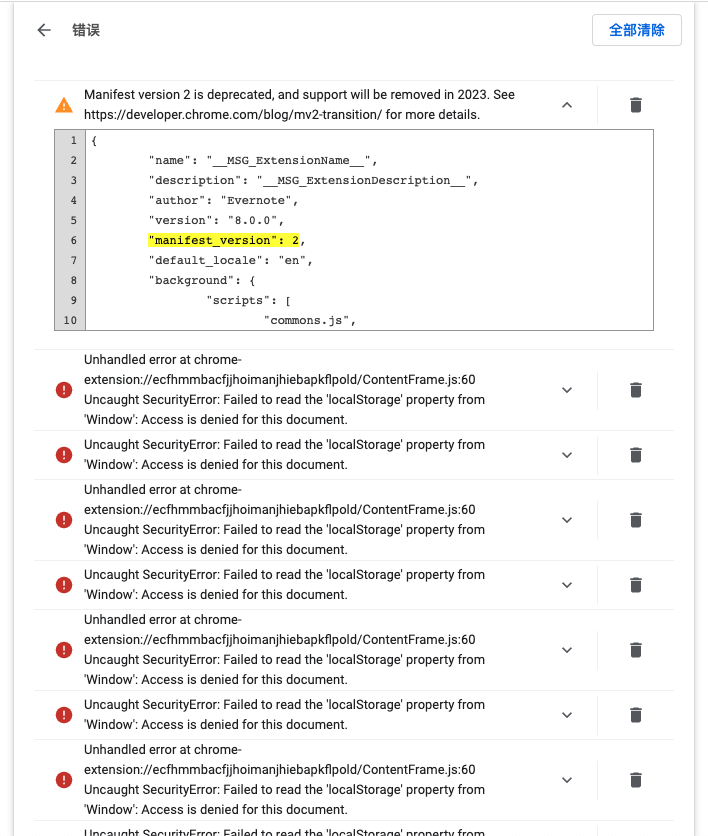 错误
全部清除
Manifest version 2 is deprecated, and support will be removed in 2023. See
https://developer.chrome.com/blog/mv2-transition/ for more details.
1 {
2 "name": "__MSG_ExtensionName__",
3 "description": "__MSG_ExtensionDescription__",
4 "author": "Evernote",
5 "version": "8.0.0",
6 "manifest_version": 2,
7 "default_locale": "en",
8 "background": {
9 "scripts": [
10 "commons.js",
Unhandled error at chrome-
extension://ecfhmmbacfjjhoimanjhiebapkflpold/ContentFrame.js:60
Uncaught SecurityError: Failed to read the 'localStorage' property from
'Window': Access is denied for this document.
Uncaught SecurityError: Failed to read the 'localStorage' property from
'Window': Access is denied for this document.
Unhandled error at chrome-
extension://ecfhmmbacfjjhoimanjhiebapkflpold/ContentFrame.js:60
Uncaught SecurityError: Failed to read the 'localStorage' property from
'Window': Access is denied for this document.
Uncaught SecurityError: Failed to read the 'localStorage' property from
'Window': Access is denied for this document.
Unhandled error at chrome-
extension://ecfhmmbacfjjhoimanjhiebapkflpold/ContentFrame.js:60
Uncaught SecurityError: Failed to read the 'localStorage' property from
'Window': Access is denied for this document.
Uncaught SecurityError: Failed to read the 'localStorage' property from
'Window': Access is denied for this document.
Unhandled error at chrome-
extension://ecfhmmbacfjjhoimanjhiebapkflpold/ContentFrame.js:60
Uncaught SecurityError: Failed to read the 'localStorage' property from
'Window': Access is denied for this document.
Uncaught SecurityError: Failed to read the 'localStorage' property from